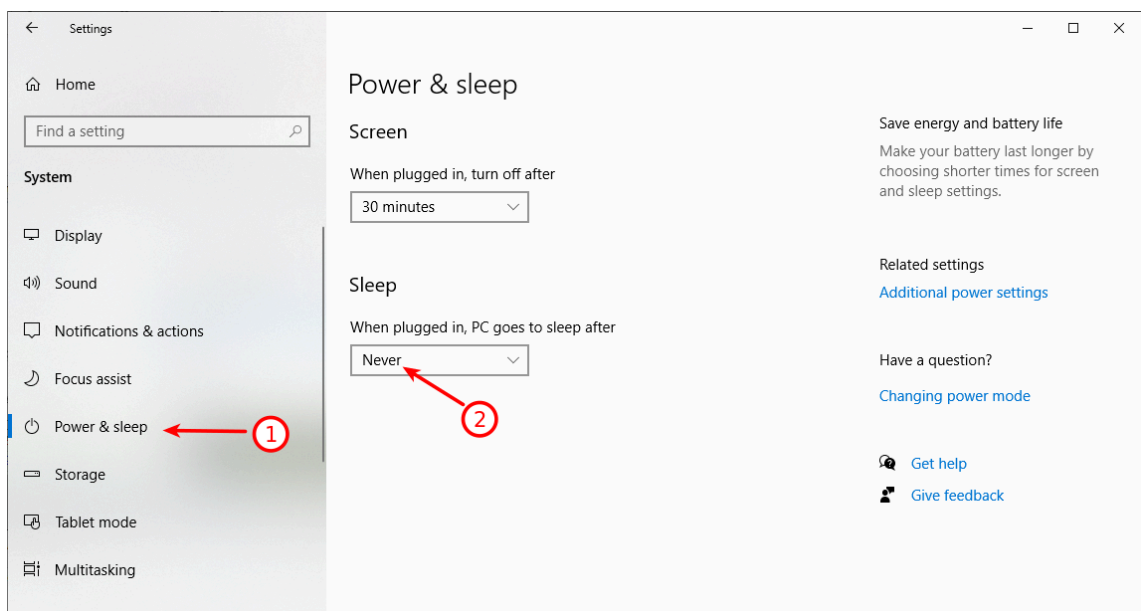 Settings
Home
Find a setting
System
Display
Sound
Notifications & actions
Focus assist
Power & sleep
1
Storage
Tablet mode
Multitasking
Power & sleep
Screen
When plugged in, turn off after
30 minutes
Sleep
When plugged in, PC goes to sleep after
Never
2
Save energy and battery life
Make your battery last longer by
choosing shorter times for screen
and sleep settings.
Related settings
Additional power settings
Have a question?
Changing power mode
Get help
Give feedback